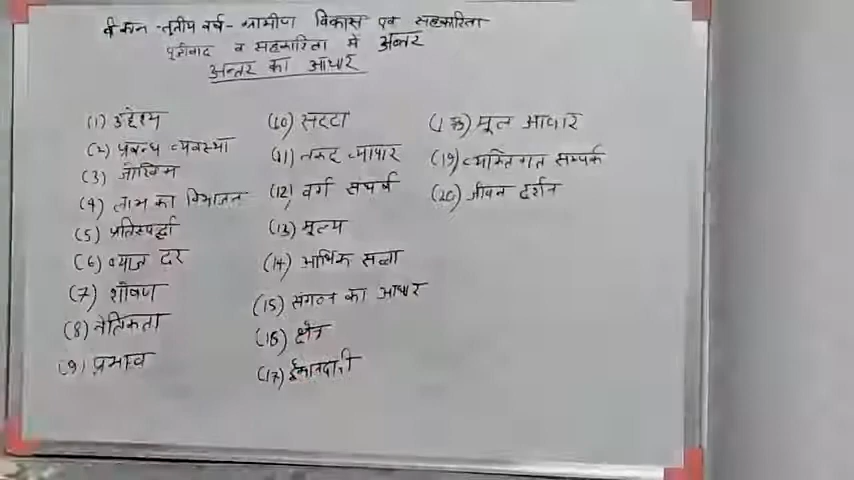 बी काम -तृतीय वर्ष- ग्रामीण विकास एवं सहकारिता
पूंजीवाद व सहकारिता में अन्तर
अन्तर का आधार
(1) उद्देश्य
(2) प्रबन्ध व्यवस्था
(3) जोखिम
(4) लाभ का विभाजन
(5) प्रतिस्पर्द्धा
(6) ब्याज दर
(7) शोषण
(8) नैतिकता
(9) प्रभाव
(10) सट्टा
(11) नकद व्यापार
(12) वर्ग संघर्ष
(13) मूल्य
(14) आर्थिक सत्ता
(15) संगठन का आधार
(16) क्षेत्र
(17) ईमानदारी
(18) मूल आधार
(19) व्यक्तिगत सम्पर्क
(20) जीवन दर्शन